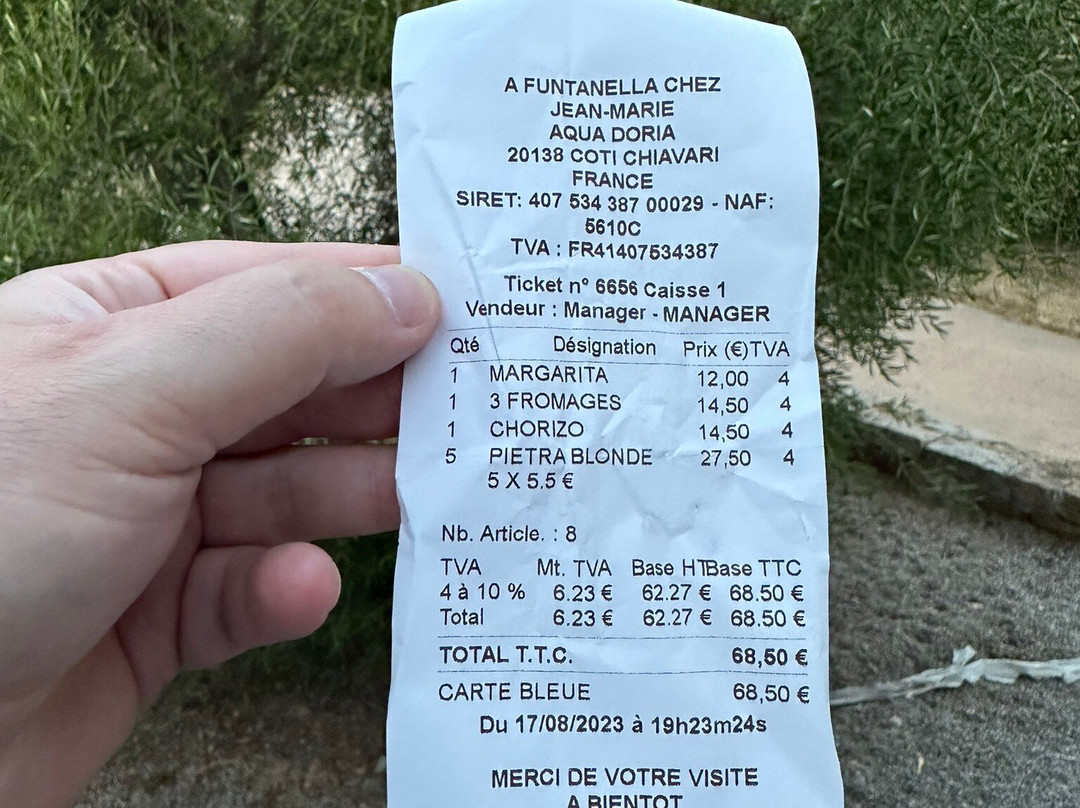 A FUNTANELLA CHEZ
JEAN-MARIE
AQUA DORIA
20138 COTI CHIAVARI
FRANCE
SIRET: 407 534 387 00029 - NAF:
5610C
TVA : FR41407534387
Ticket n° 6656 Caisse 1
Vendeur : Manager - MANAGER
Qté Désignation Prix (€)TVA
1 MARGARITA 12,00 4
1 3 FROMAGES 14,50 4
1 CHORIZO 14,50 4
5 PIETRA BLONDE 27,50 4
5 X 5.5 €
Nb. Article. : 8
TVA Mt. TVA Base HTBase TTC
4 à 10 % 6.23 € 62.27 € 68.50 €
Total 6.23 € 62.27 € 68.50 €
TOTAL T.T.C. 68,50 €
CARTE BLEUE 68,50 €
Du 17/08/2023 à 19h23m24s
MERCI DE VOTRE VISITE
A BIENTOT